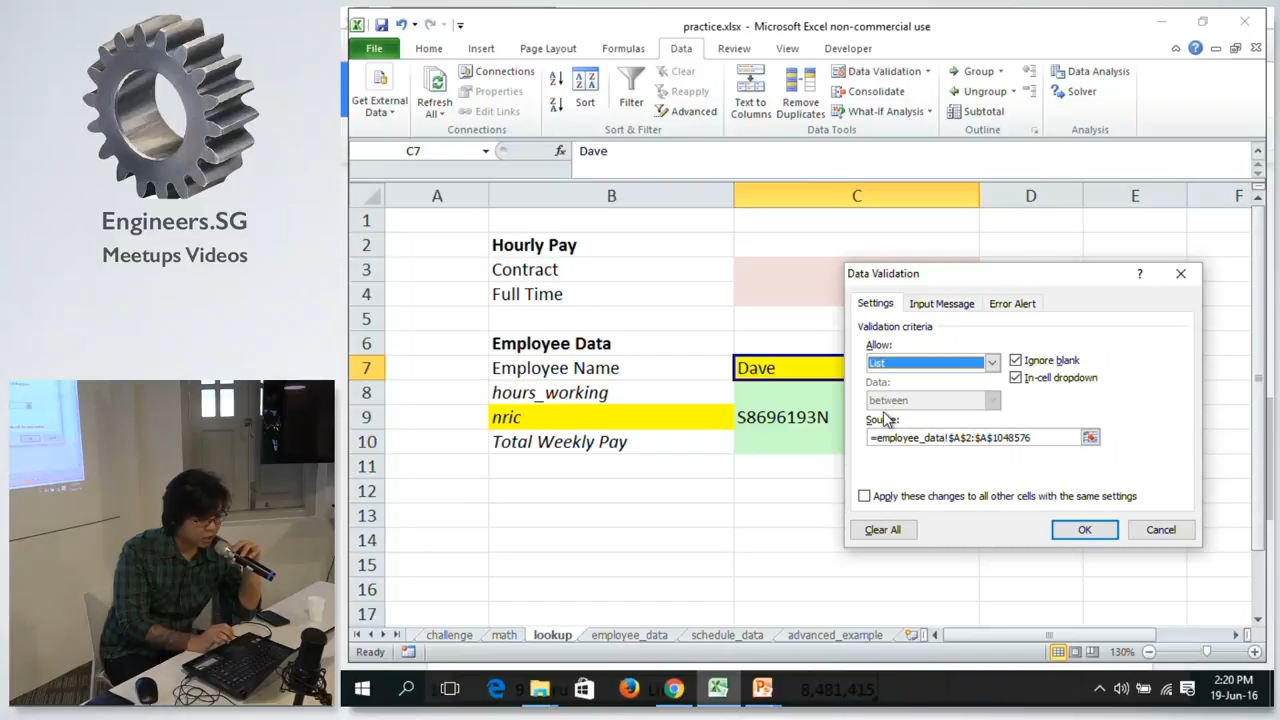 Engineers.SG
Meetups Videos
practice.xlsx - Microsoft Excel non-commercial use
File Home Insert Page Layout Formulas Data Review View Developer
Get External Data
Refresh All
Connections
Properties
Edit Links
Connections
Sort
Filter
Clear
Reapply
Advanced
Sort & Filter
Text to Columns
Remove Duplicates
Data Validation
Consolidate
What-If Analysis
Data Tools
Group
Ungroup
Subtotal
Outline
Data Analysis
Solver
Analysis
C7 fx Dave
A B C D E F
1
2 Hourly Pay
3 Contract
4 Full Time
5
6 Employee Data
7 Employee Name Dave
8 hours_working
9 nric S8696193N
10 Total Weekly Pay
11
12
13
14
15
16
17
Data Validation
Settings Input Message Error Alert
Validation criteria
Allow:
List
Ignore blank
In-cell dropdown
Data:
between
=employee_data!$A$2:$A$1048576
Apply these changes to all other cells with the same settings
Clear All OK Cancel
challenge math lookup employee_data schedule_data advanced_example
Ready 130%
8,481,415
2:20 PM
19-Jun-16